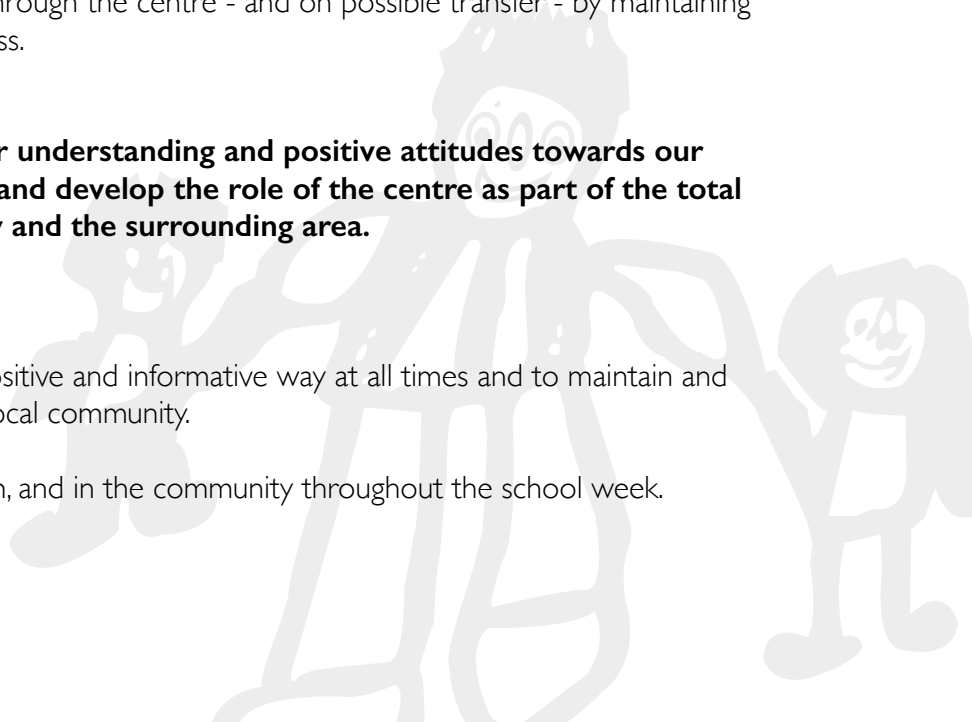 through the centre - and on possible transfer - by maintaining
ss.
r understanding and positive attitudes towards our
and develop the role of the centre as part of the total
y and the surrounding area.
ositive and informative way at all times and to maintain and
ocal community.
n, and in the community throughout the school week.